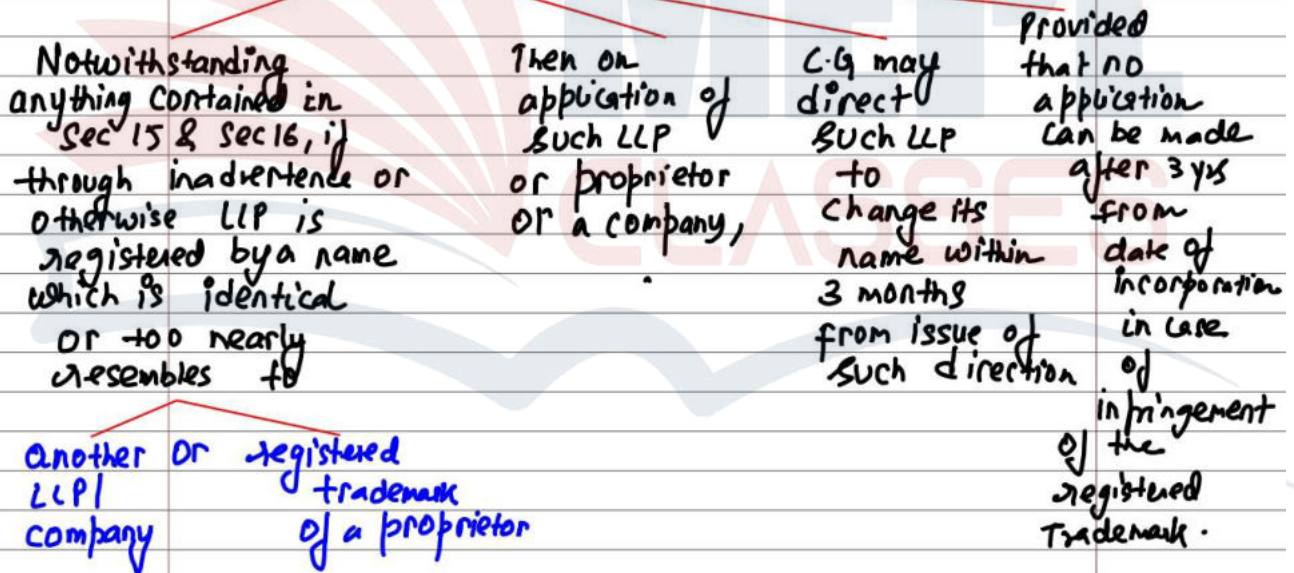 Notwithstanding
anything contained in
Sec 15 & Sec 16, if
through inadvertence or
otherwise LLP is
registered by a name
which is identical
or too nearly
resembles to
another or registered
LLP/ trademark
company of a proprietor
Then on
application of
such LLP
or proprietor
or a company,
C.G may
direct
such LLP
to
change its
name within
3 months
from issue of
such direction
Provided
that no
application
can be made
after 3 yrs
from
date of
incorporation
in case
of
infringement
of the
registered
Trademark.
CLASSES